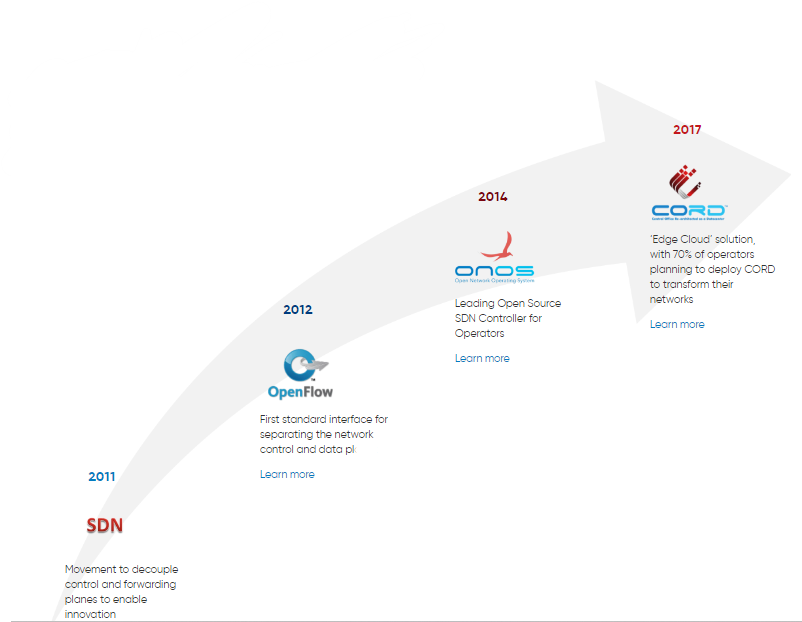 2017
CORD™
2014
'Edge Cloud' solution,
with 70% of operators
planning to deploy CORD
to transform their
networks
Learn more
ONOS
Open Network Operating System
Leading Open Source
SDN Controller for
Operators
Learn more
2012
OpenFlow™
First standard interface for
separating the network
control and data pl
Learn more
2011
SDN
Movement to decouple
control and forwarding
planes to enable
innovation